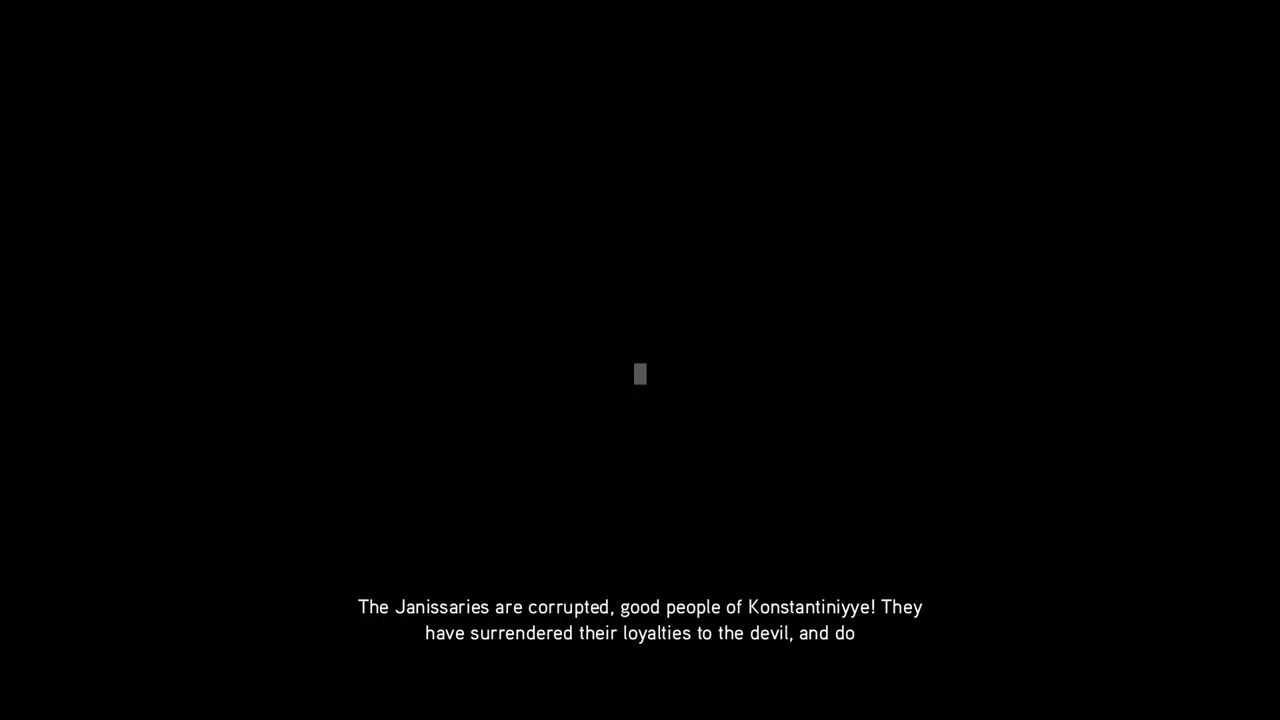 The Janissaries are corrupted, good people of Konstantiniyye! They
have surrendered their loyalties to the devil, and do